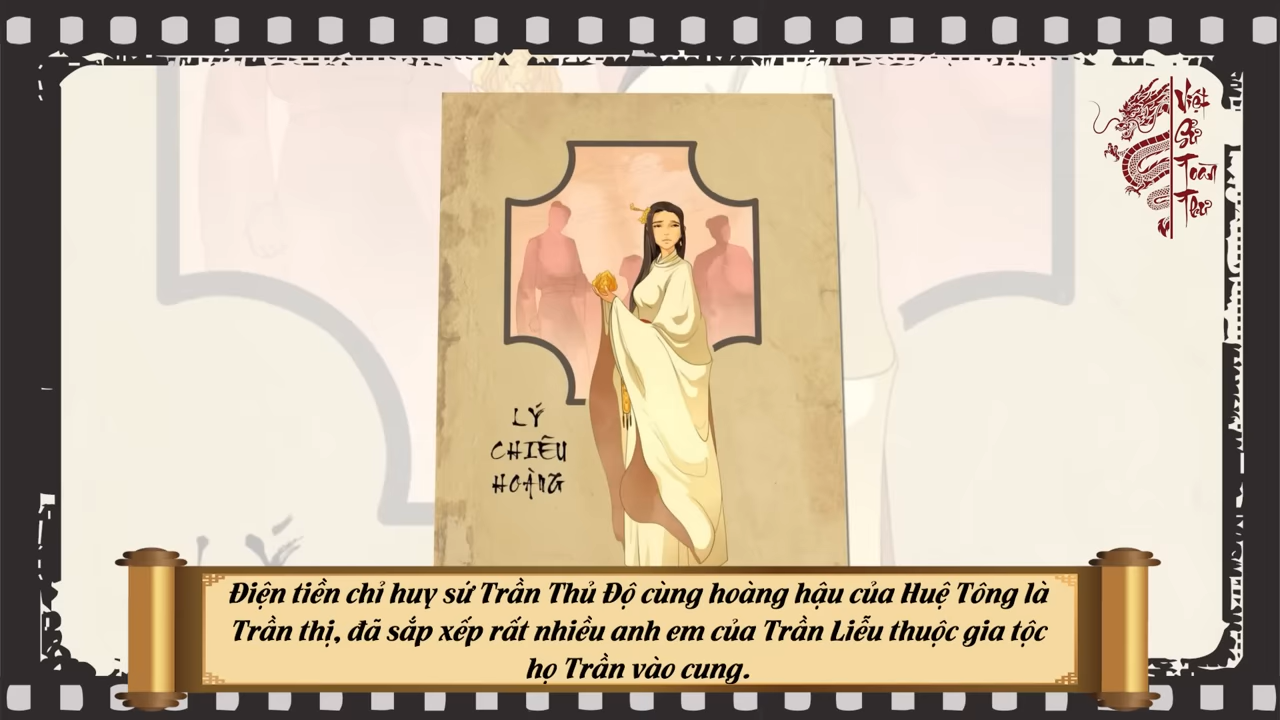 Việt
Sử
Toàn
Thư
LÝ
CHIÊU
HOÀNG
Điện tiền chỉ huy sứ Trần Thủ Độ cùng hoàng hậu của Huệ Tông là
Trần thị, đã sắp xếp rất nhiều anh em của Trần Liễu thuộc gia tộc
họ Trần vào cung.